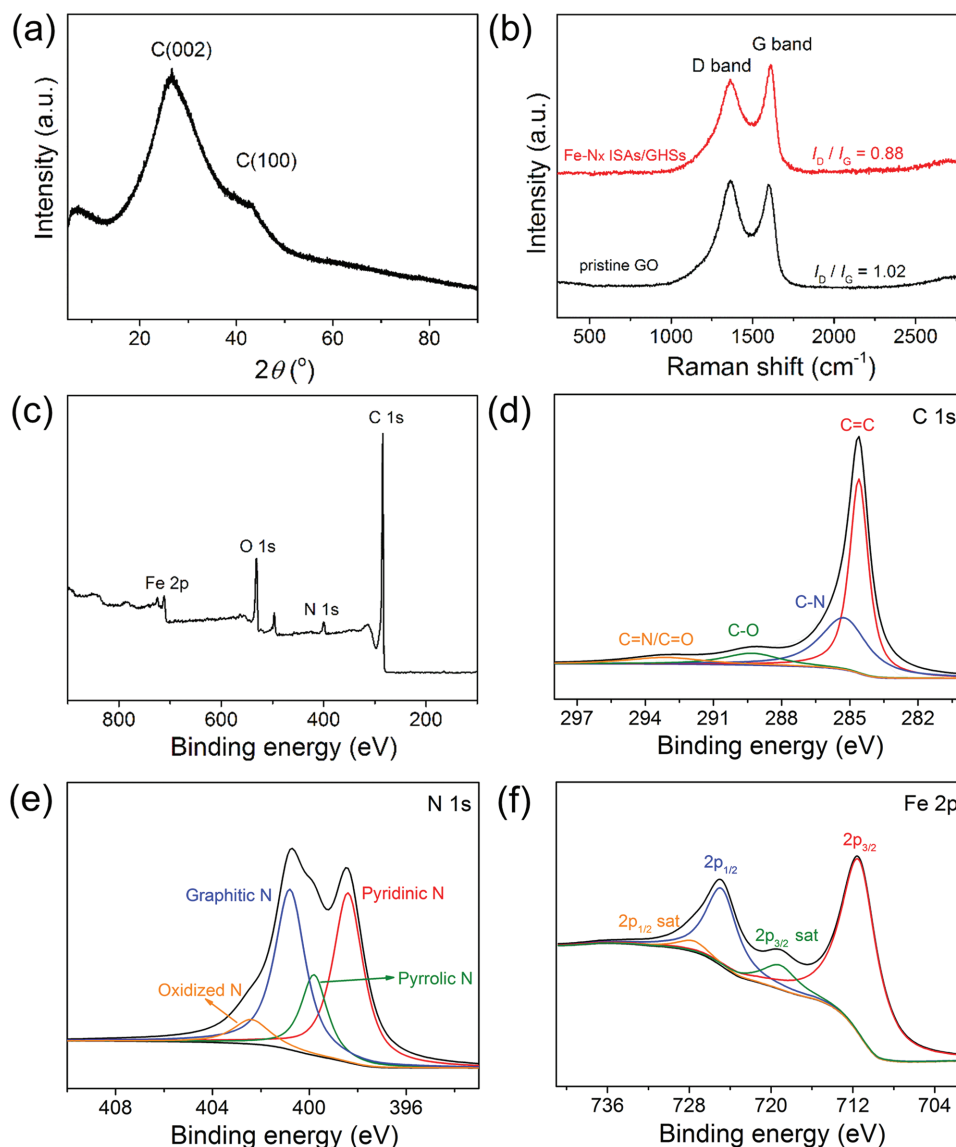 (a)
C(002)
C(100)
Intensity (a.u.)
20 40 60 80
2θ (°)
(b)
G band
D band
Fe-Nx ISAs/GHSs
I_D / I_G = 0.88
pristine GO
I_D / I_G = 1.02
Intensity (a.u.)
500 1000 1500 2000 2500
Raman shift (cm⁻¹)
(c)
C 1s
O 1s
Fe 2p
N 1s
800 600 400 200
Binding energy (eV)
(d)
C 1s
C=C
C-N
C-O
C=N/C=O
297 294 291 288 285 282
Binding energy (eV)
(e)
N 1s
Graphitic N
Pyridinic N
Pyrrolic N
Oxidized N
408 404 400 396
Binding energy (eV)
(f)
Fe 2p
2p₃/₂
2p₁/₂
2p₁/₂ sat
2p₃/₂ sat
736 728 720 712 704
Binding energy (eV)